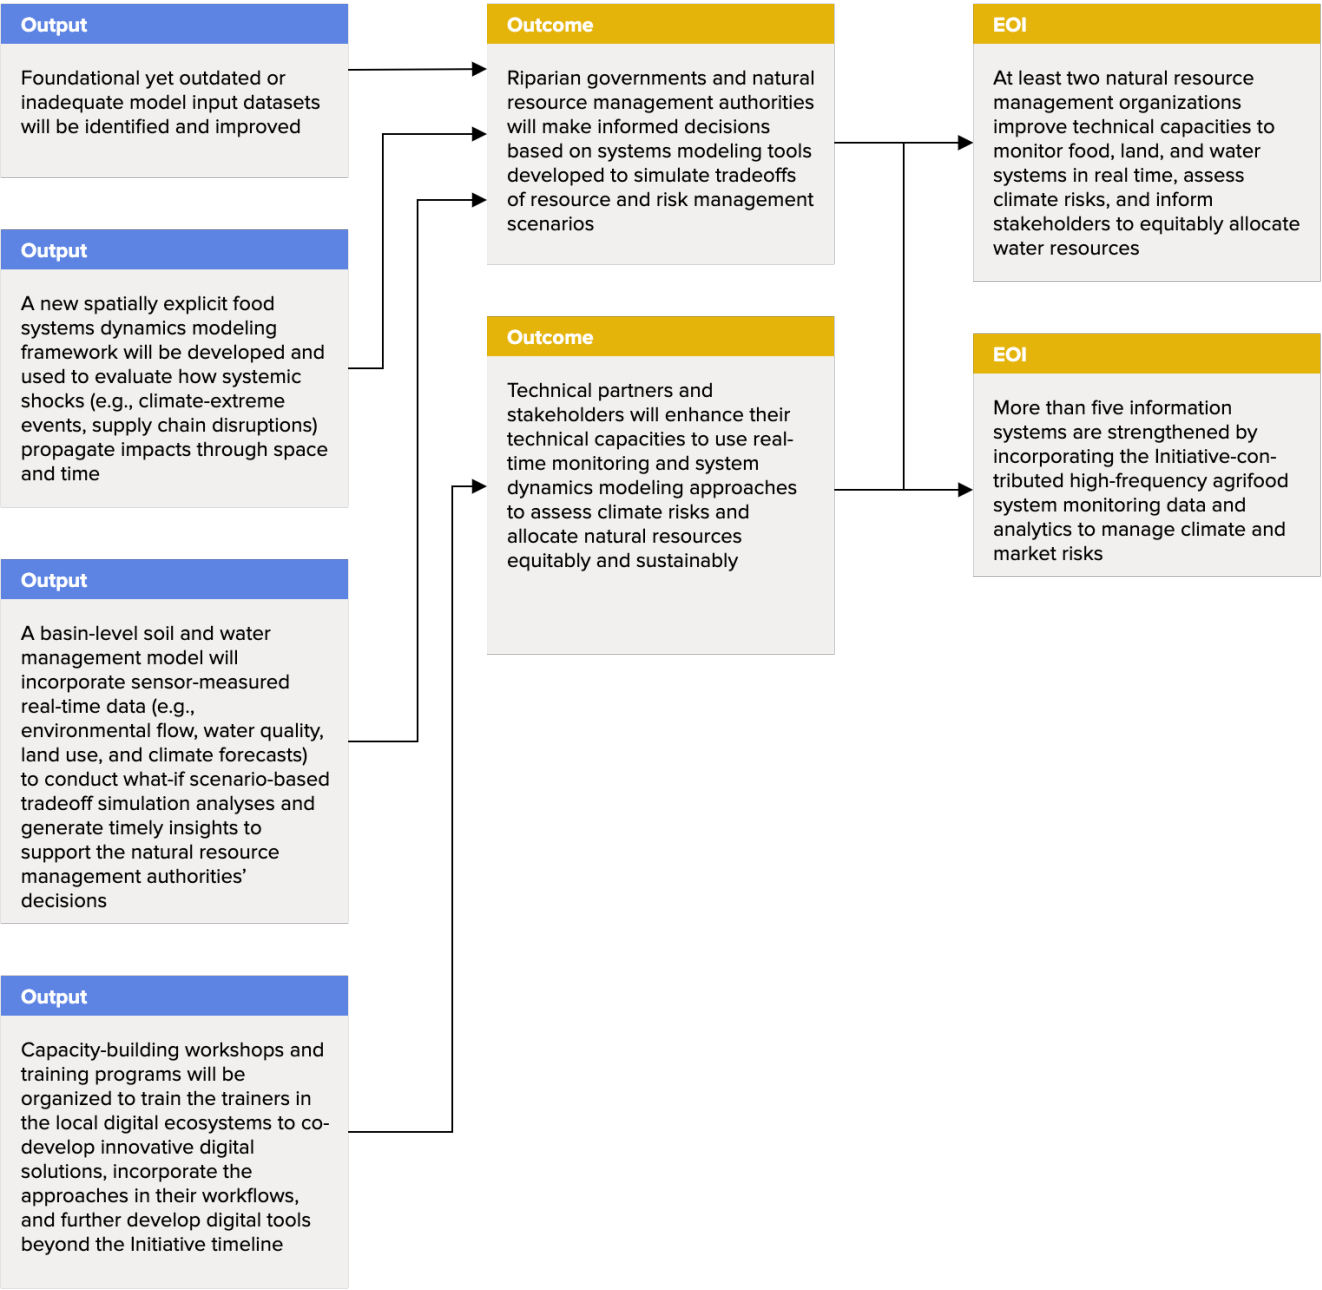 Output
Foundational yet outdated or
inadequate model input datasets
will be identified and improved
Output
A new spatially explicit food
systems dynamics modeling
framework will be developed and
used to evaluate how systemic
shocks (e.g., climate-extreme
events, supply chain disruptions)
propagate impacts through space
and time
Output
A basin-level soil and water
management model will
incorporate sensor-measured
real-time data (e.g.,
environmental flow, water quality,
land use, and climate forecasts)
to conduct what-if scenario-based
tradeoff simulation analyses and
generate timely insights to
support the natural resource
management authorities’
decisions
Output
Capacity-building workshops and
training programs will be
organized to train the trainers in
the local digital ecosystems to co-
develop innovative digital
solutions, incorporate the
approaches in their workflows,
and further develop digital tools
beyond the Initiative timeline
Outcome
Riparian governments and natural
resource management authorities
will make informed decisions
based on systems modeling tools
developed to simulate tradeoffs
of resource and risk management
scenarios
Outcome
Technical partners and
stakeholders will enhance their
technical capacities to use real-
time monitoring and system
dynamics modeling approaches
to assess climate risks and
allocate natural resources
equitably and sustainably
EOI
At least two natural resource
management organizations
improve technical capacities to
monitor food, land, and water
systems in real time, assess
climate risks, and inform
stakeholders to equitably allocate
water resources
EOI
More than five information
systems are strengthened by
incorporating the Initiative-con-
tributed high-frequency agrifood
system monitoring data and
analytics to manage climate and
market risks